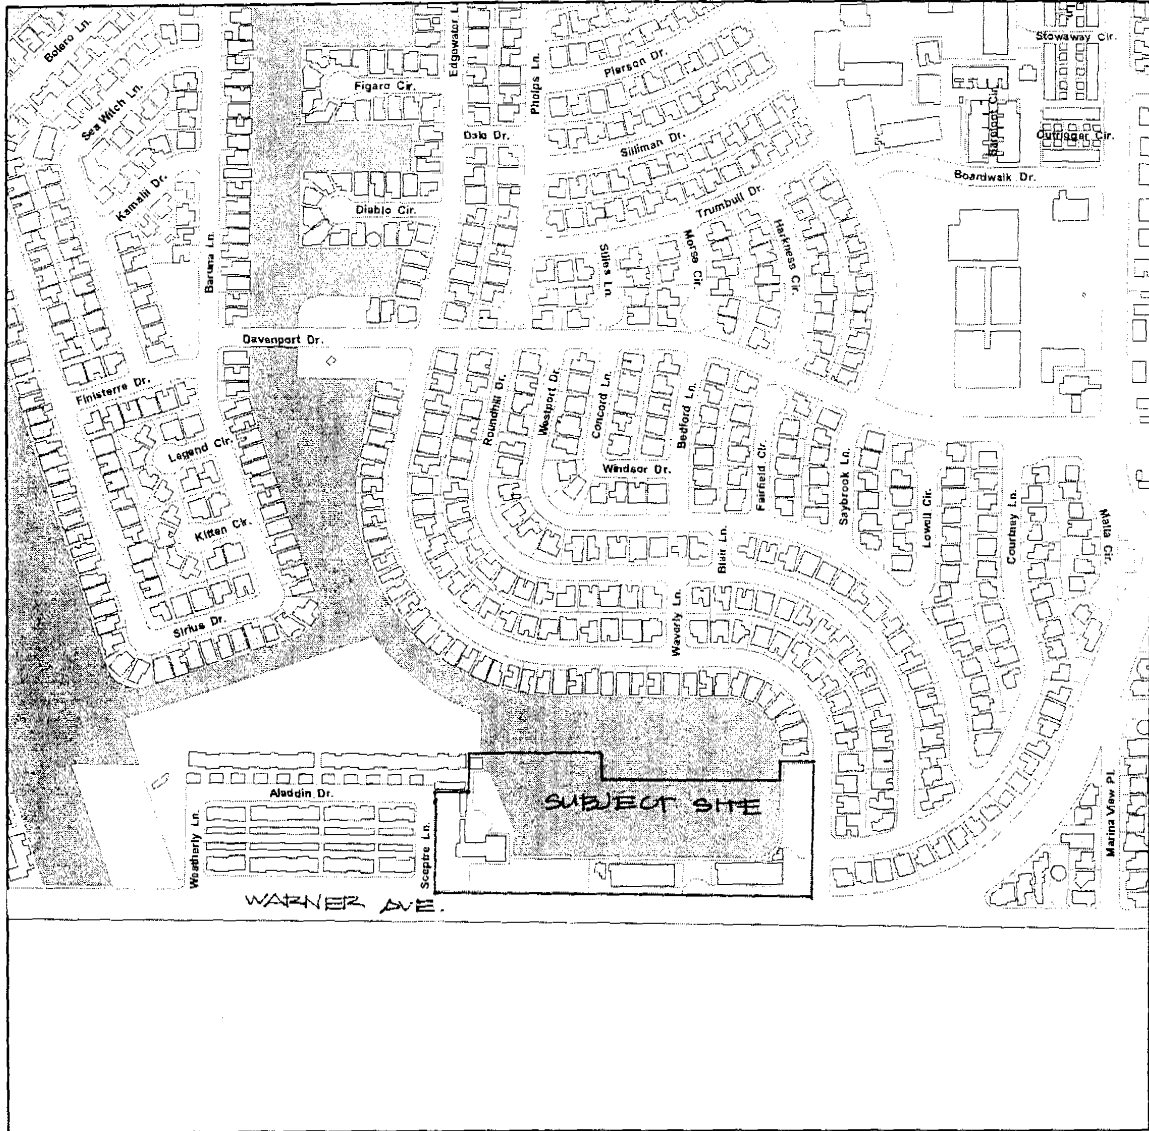 Bolero Ln.
Sea Witch Ln.
Kamalii Dr.
Baruna Ln.
Figaro Cir.
Edgewater L
Phelps Ln.
Pierson Dr.
Stowaway Cir.
Dale Dr.
Silliman Dr.
Barefoot Cir.
Outrigger Cir.
Boardwalk Dr.
Diablo Cir.
Trumbull Dr.
Stiles Ln.
Morse Cir.
Harkness Cir.
Davenport Dr.
Finisterre Dr.
Legend Cir.
Kitten Cir.
Sirius Dr.
Roundhill Dr.
Westport Dr.
Concord Ln.
Bedford Ln.
Windsor Dr.
Fairfield Cir.
Saybrook Ln.
Lowell Cir.
Courtney Ln.
Malia Cir.
Blair Ln.
Waverly Ln.
Aladdin Dr.
Weatherly Ln.
Sceptre Ln.
SUBJECT SITE
Marina View Pl.
WARNER AVE.